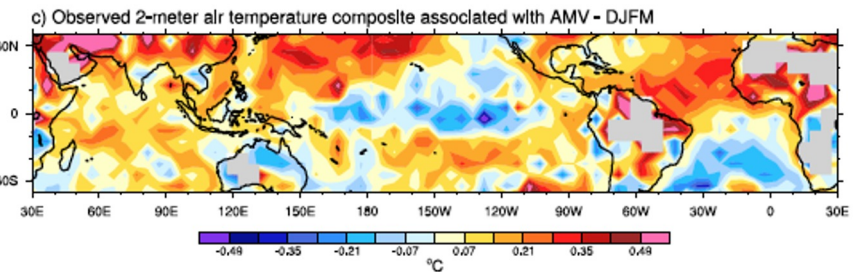 c) Observed 2-meter air temperature composite associated with AMV - DJFM
0
30E 60E 90E 120E 150E 180 150W 120W 90W 60W 30W 0 30E
-0.49 -0.35 -0.21 -0.07 0.07 0.21 0.35 0.49
°C